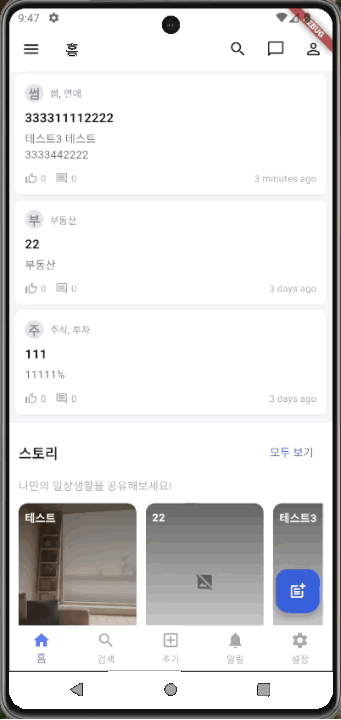 9:47
DEBUG
홈
썸
썸, 연애
333311112222
테스트3 테스트
3333442222
0
0
3 minutes ago
부
부동산
22
부동산
0
0
3 days ago
주
주식, 투자
111
11111%
0
0
3 days ago
스토리
모두 보기
나만의 일상생활을 공유해보세요!
테스트
22
테스트3
홈
검색
추가
알림
설정